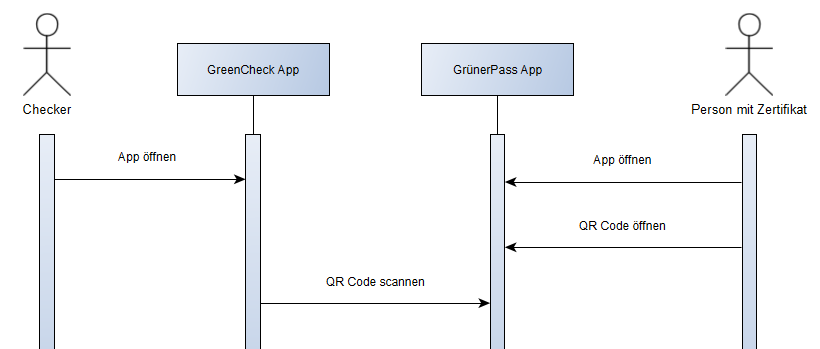 GreenCheck App
GrünerPass App
Checker
Person mit Zertifikat
App öffnen
App öffnen
QR Code öffnen
QR Code scannen